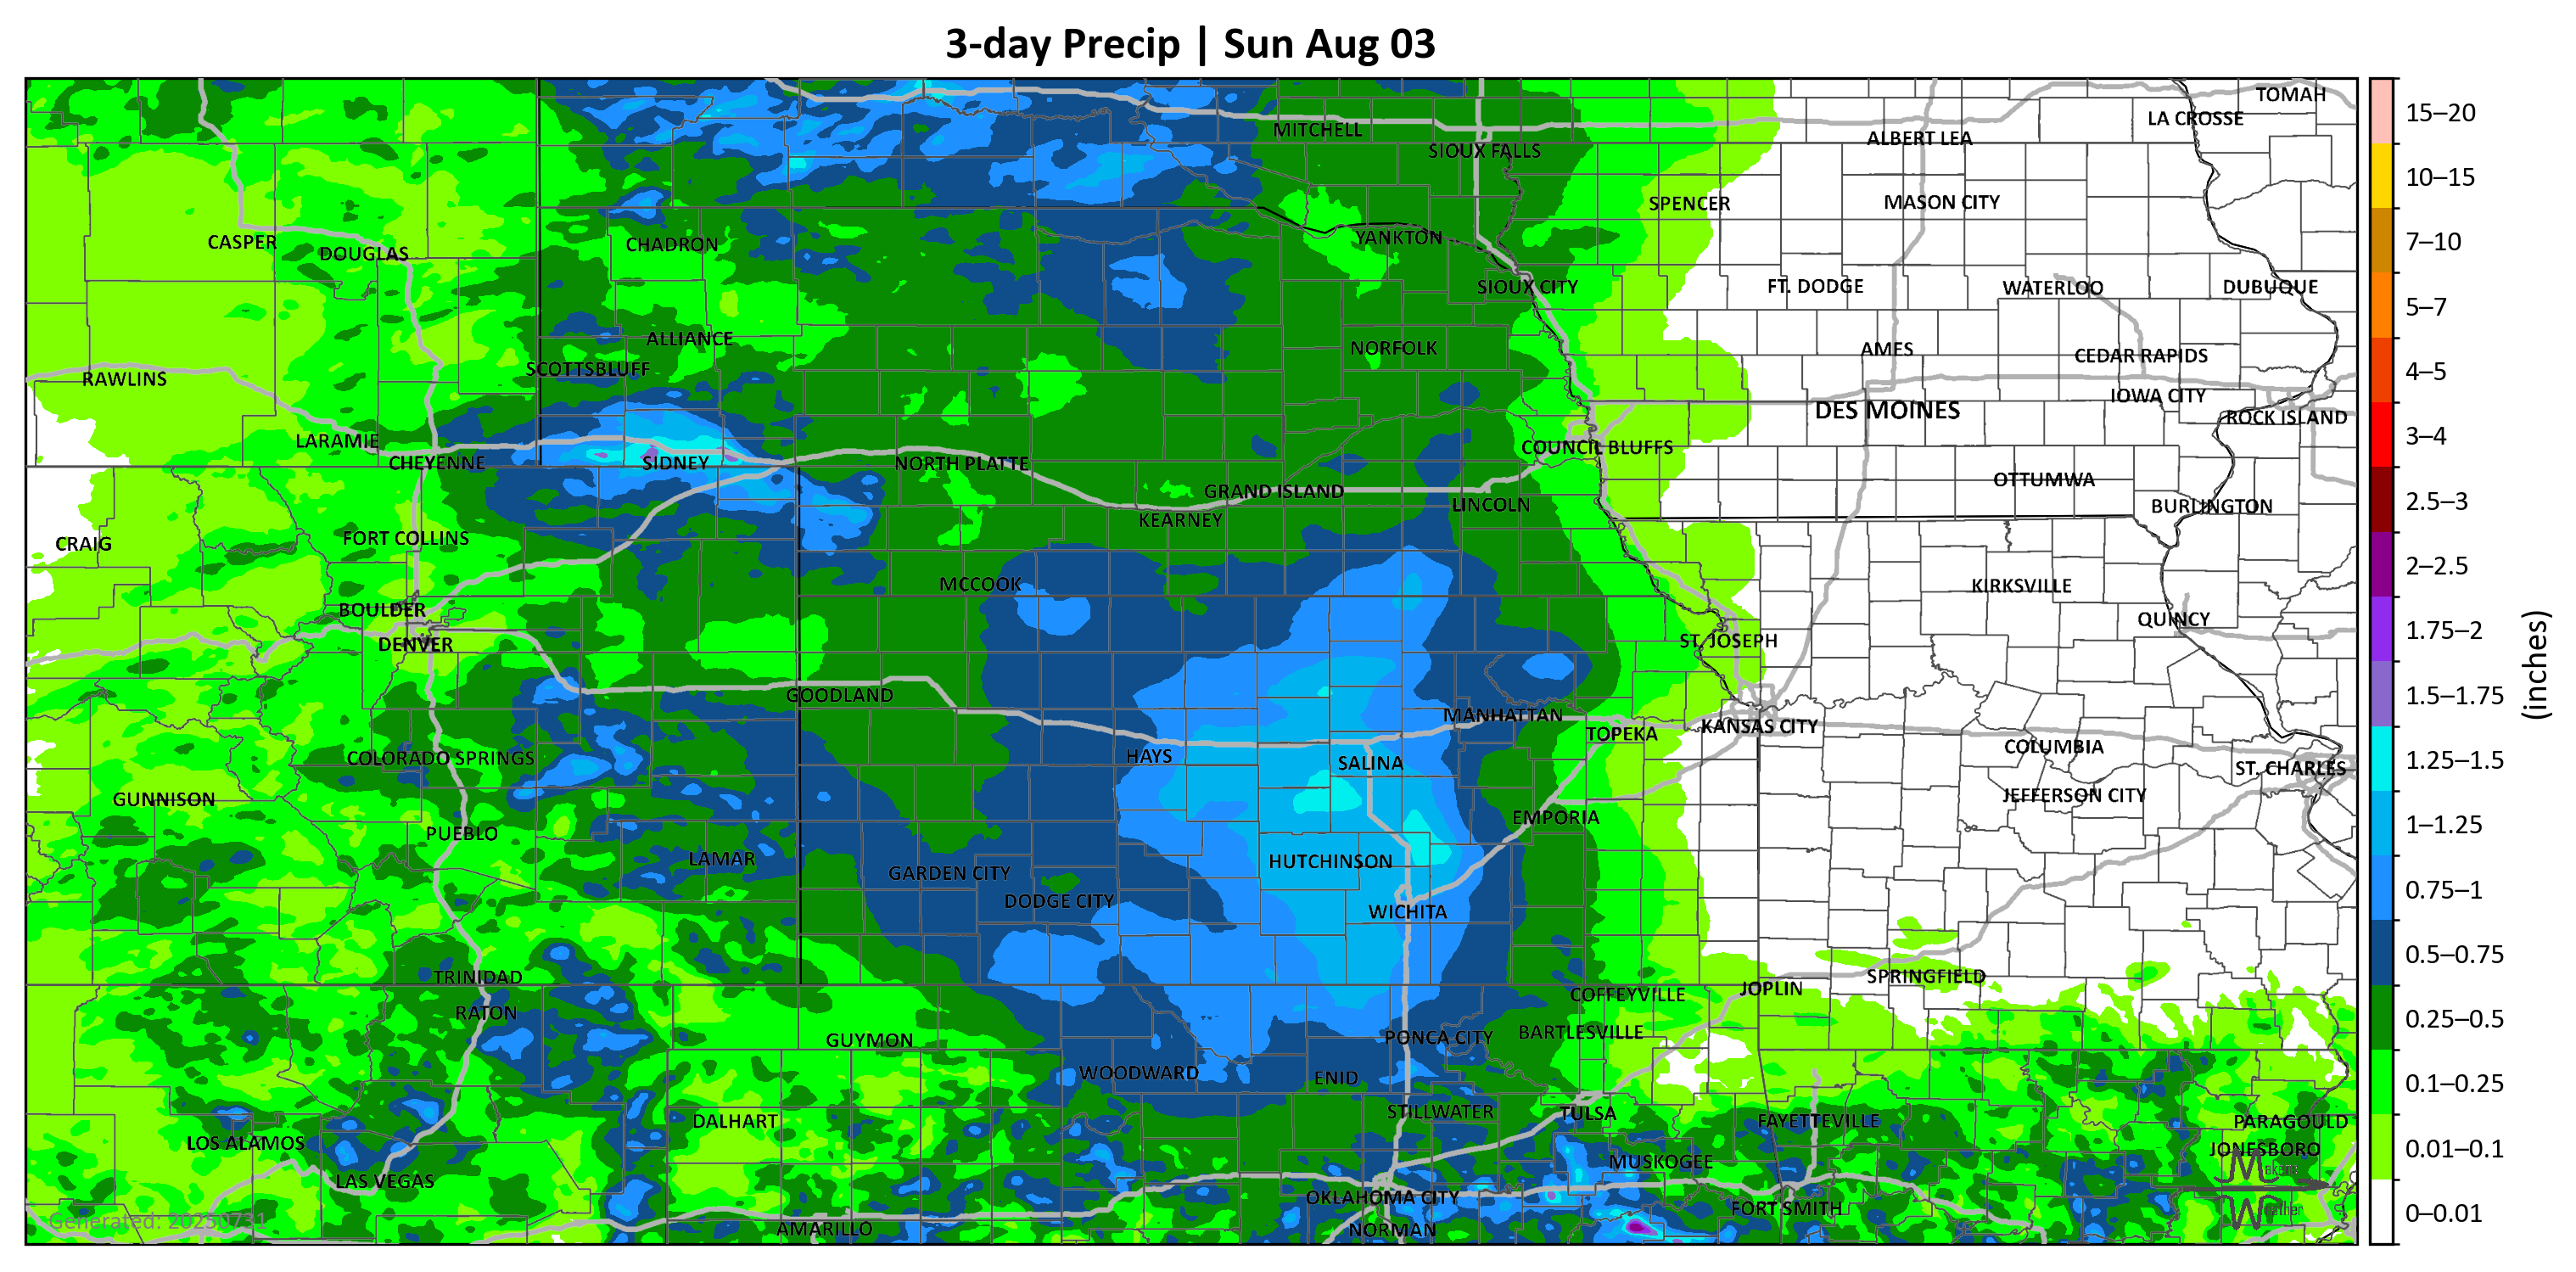 3-day Precip | Sun Aug 03
TOMAH
LA CROSSE
MITCHELL
ALBERT LEA
SIOUX FALLS
SPENCER
MASON CITY
CASPER
DOUGLAS
CHADRON
YANKTON
SIOUX CITY
FT. DODGE
WATERLOO
DUBUQUE
ALLIANCE
NORFOLK
AMES
CEDAR RAPIDS
RAWLINS
SCOTTSBLUFF
IOWA CITY
DES MOINES
ROCK ISLAND
LARAMIE
COUNCIL BLUFFS
CHEYENNE
SIDNEY
NORTH PLATTE
OTTUMWA
GRAND ISLAND
LINCOLN
BURLINGTON
KEARNEY
CRAIG
FORT COLLINS
MCCOOK
KIRKSVILLE
BOULDER
QUINCY
DENVER
ST. JOSEPH
GOODLAND
MANHATTAN
TOPEKA
KANSAS CITY
COLUMBIA
COLORADO SPRINGS
HAYS
SALINA
ST. CHARLES
GUNNISON
JEFFERSON CITY
PUEBLO
EMPORIA
LAMAR
HUTCHINSON
GARDEN CITY
DODGE CITY
WICHITA
TRINIDAD
SPRINGFIELD
JOPLIN
COFFEYVILLE
RATON
GUYMON
PONCA CITY
BARTLESVILLE
WOODWARD
ENID
STILLWATER
TULSA
DALHART
FAYETTEVILLE
PARAGOULD
LOS ALAMOS
JONESBORO
MUSKOGEE
LAS VEGAS
OKLAHOMA CITY
FORT SMITH
AMARILLO
NORMAN
Generated: 20250731
15–20
10–15
7–10
5–7
4–5
3–4
2.5–3
2–2.5
1.75–2
1.5–1.75
1.25–1.5
1–1.25
0.75–1
0.5–0.75
0.25–0.5
0.1–0.25
0.01–0.1
0–0.01
(inches)